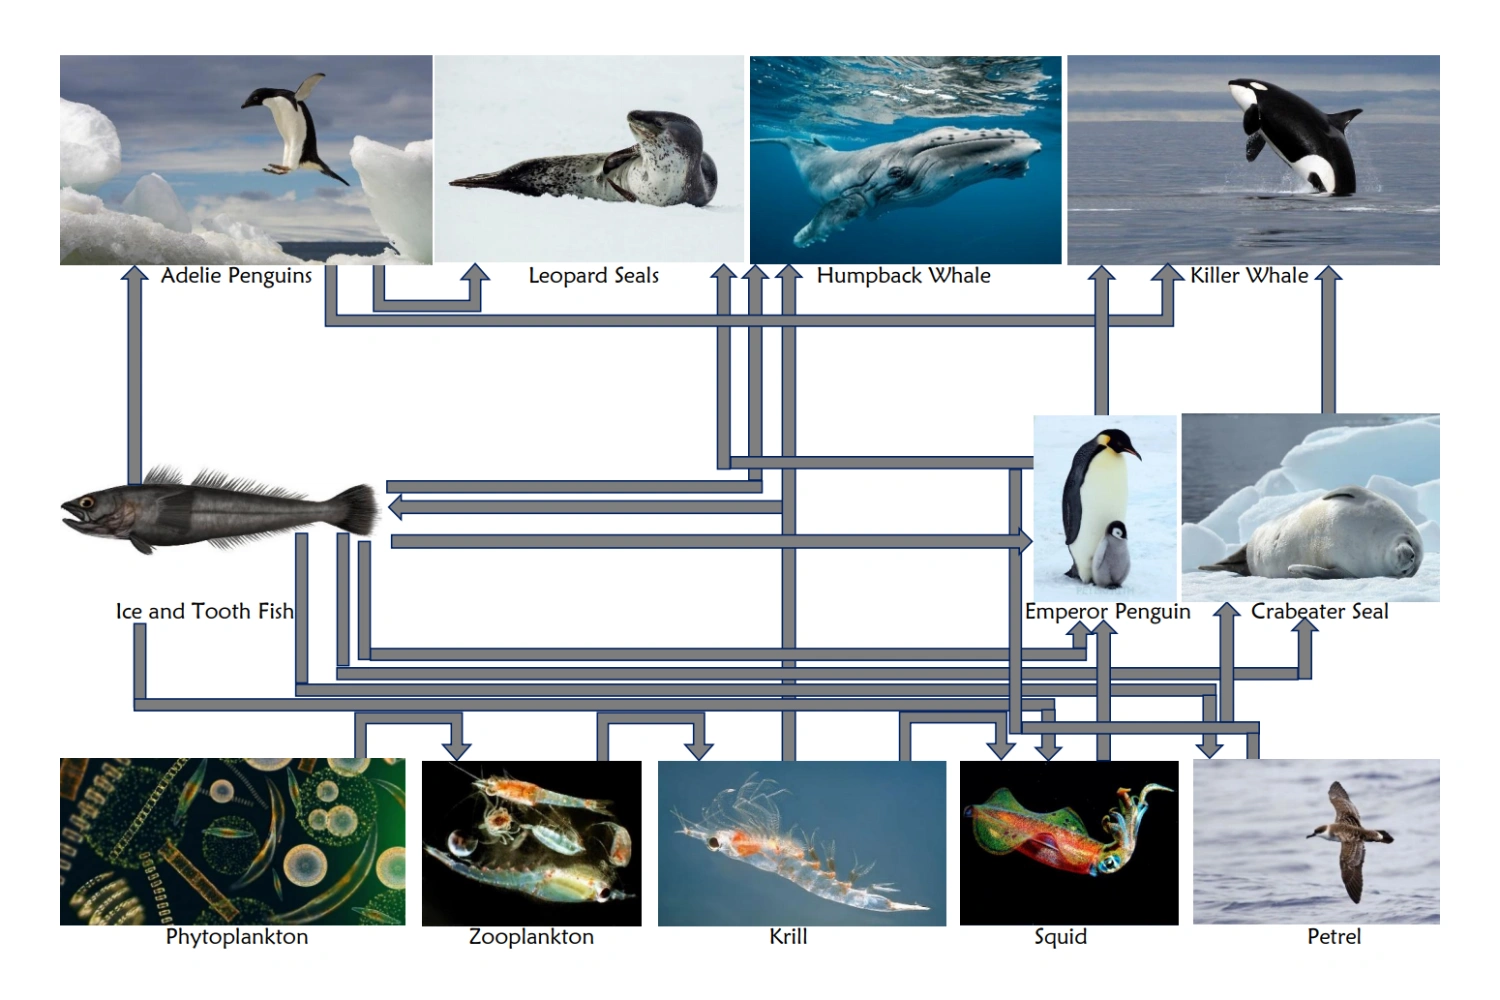 Adelie Penguins
Leopard Seals
Humpback Whale
Killer Whale
Ice and Tooth Fish
Emperor Penguin
Crabeater Seal
Phytoplankton
Zooplankton
Krill
Squid
Petrel